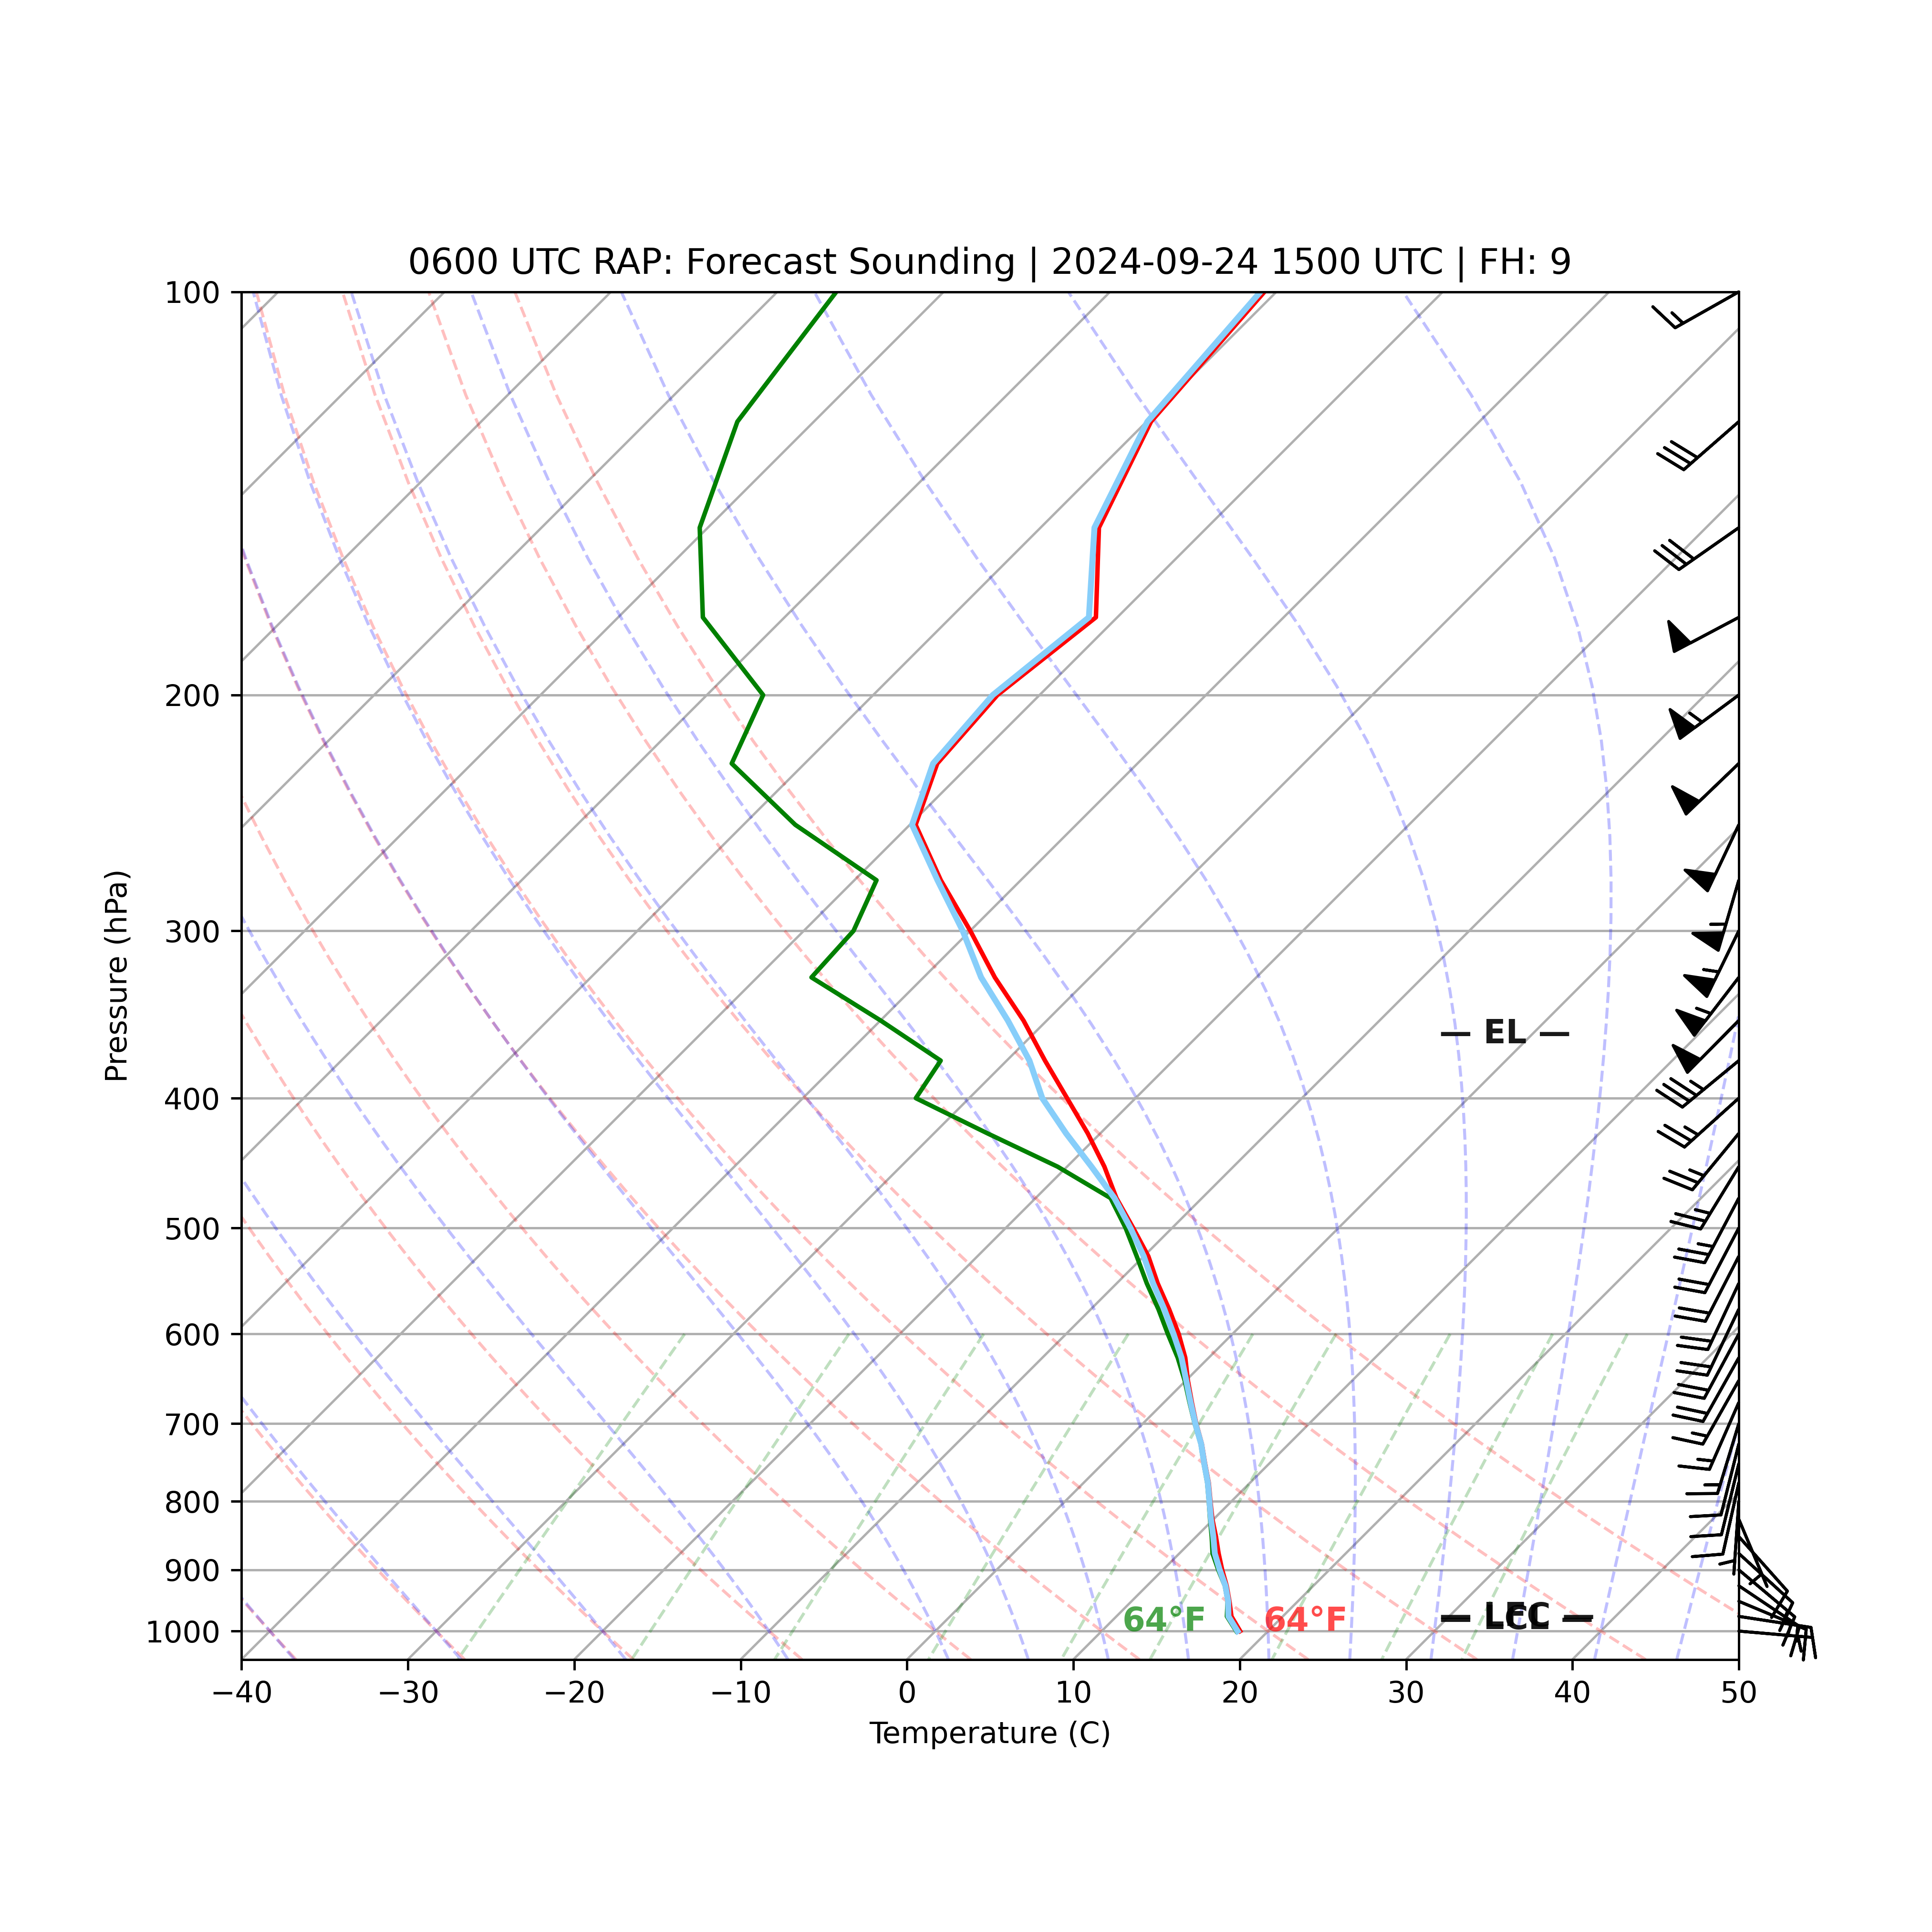 0600 UTC RAP: Forecast Sounding | 2024-09-24 1500 UTC | FH: 9
100
200
300
— EL —
400
500
600
700
800
900
1000
64°F 64°F
−40 −30 −20 −10 0 10 20 30 40 50
Temperature (C)
Pressure (hPa)